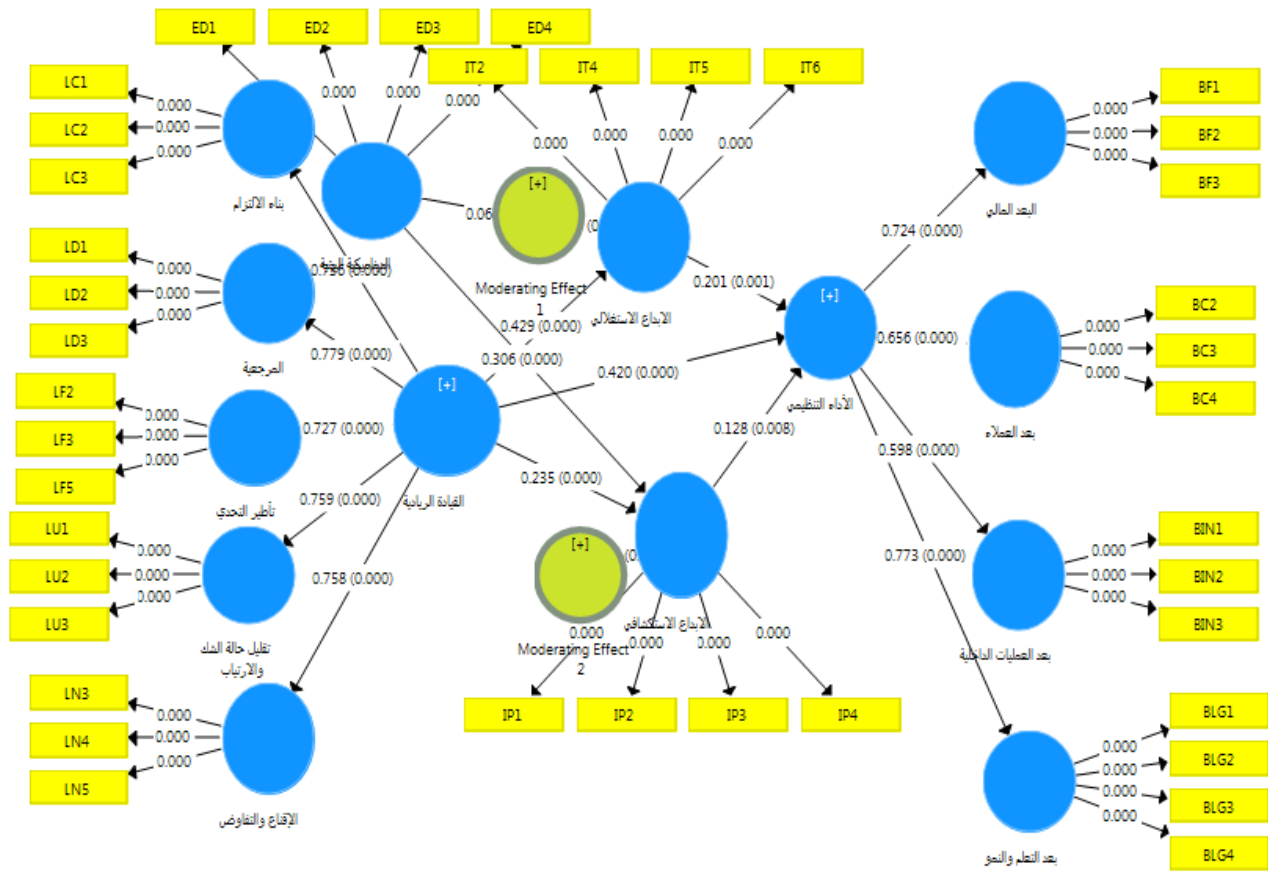 ED1
ED2
ED3
ED4
IT2
IT4
IT5
IT6
LC1
LC2
LC3
0.000
0.000
0.000
بناء الالتزام
0.000
0.000
0.000
0.000
0.000
0.000
0.000
[+]
Moderating Effect
1
LD1
LD2
LD3
0.000
0.000
0.000
المرجعية
(0.000)
0.779 (0.000)
0.429 (0.000)
0.306 (0.000)
الابداع الاستغلالي
0.201 (0.001)
0.420 (0.000)
[+]
الأداء التنظيمي
0.724 (0.000)
0.656 (0.000)
0.598 (0.000)
0.773 (0.000)
BF1
BF2
BF3
0.000
0.000
0.000
البعد المالي
BC2
BC3
BC4
0.000
0.000
0.000
بعد العملاء
LF2
LF3
LF5
0.000
0.000
0.000
تأطير التحدي
0.727 (0.000)
[+]
القيادة الريادية
0.759 (0.000)
0.758 (0.000)
0.235 (0.000)
0.128 (0.008)
LU1
LU2
LU3
0.000
0.000
0.000
تقليل حالة الشك
والارتياب
[+]
Moderating Effect
2
الابداع الاستكشافي
0.000
0.000
0.000
0.000
IP1
IP2
IP3
IP4
BIN1
BIN2
BIN3
0.000
0.000
0.000
بعد العمليات الداخلية
LN3
LN4
LN5
0.000
0.000
0.000
الإقناع والتفاوض
BLG1
BLG2
BLG3
BLG4
0.000
0.000
0.000
0.000
بعد التعلم والنمو